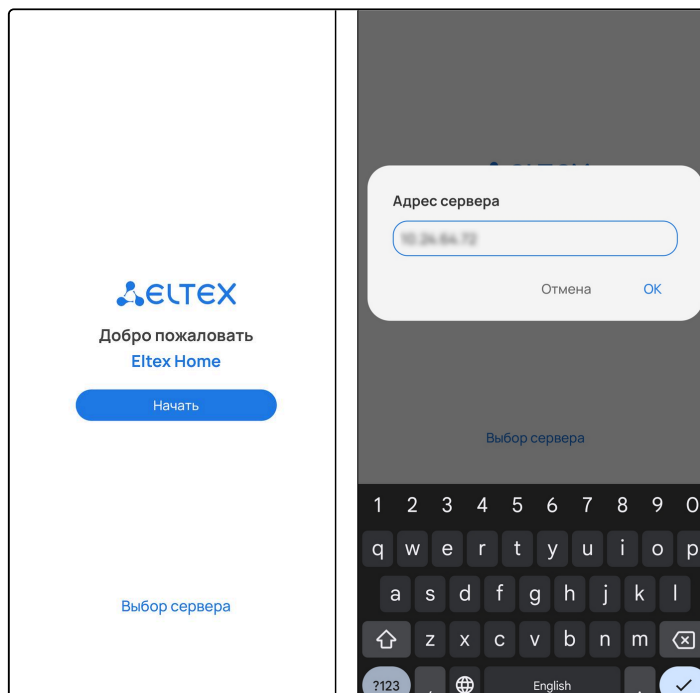 ELTEX
Добро пожаловать
Eltex Home
Начать
Выбор сервера
Адрес сервера
Отмена OK
Выбор сервера
1 2 3 4 5 6 7 8 9 0
q w e r t y u i o p
a s d f g h j k l
z x c v b n m
?123 , English .